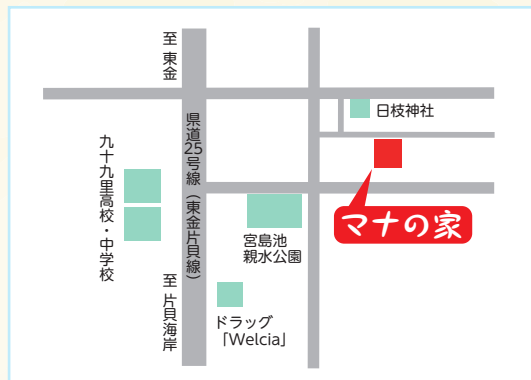 至 東金
日枝神社
県道25号線（東金片貝線）
九十九里高校・中学校
マナの家
宮島池
親水公園
至 片貝海岸
ドラッグ
「Welcia」